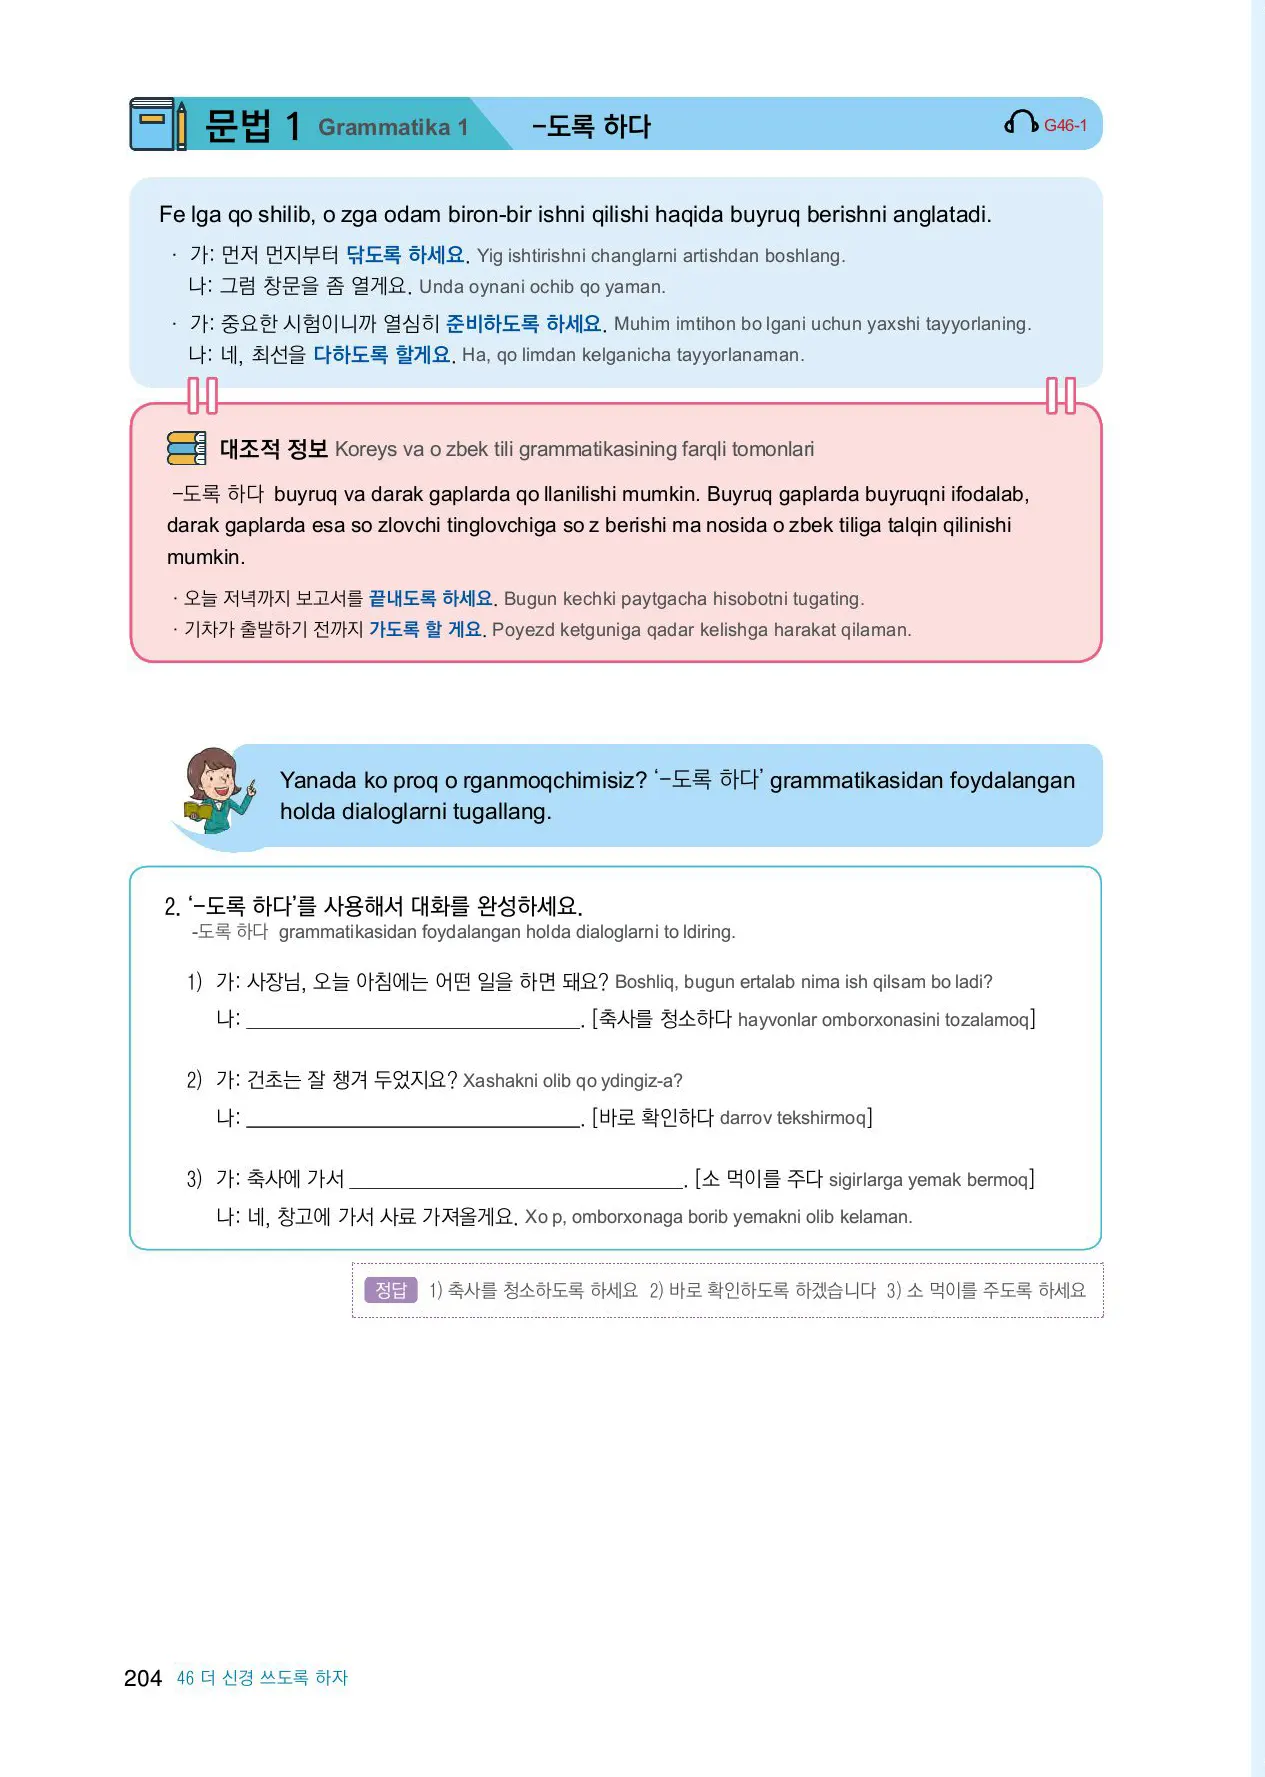 문법 1 Grammatika 1 -도록 하다 G46-1
Fe lga qo shilib, o zga odam biron-bir ishni qilishi haqida buyruq berishni anglatadi.
· 가: 먼저 먼지부터 닦도록 하세요. Yig ishtirishni changlarni artishdan boshlang.
나: 그럼 창문을 좀 열게요. Unda oynani ochib qo yaman.
· 가: 중요한 시험이니까 열심히 준비하도록 하세요. Muhim imtihon bo lgani uchun yaxshi tayyorlaning.
나: 네, 최선을 다하도록 할게요. Ha, qo limdan kelganicha tayyorlanaman.
대조적 정보 Koreys va o zbek tili grammatikasining farqli tomonlari
-도록 하다 buyruq va darak gaplarda qo llanilishi mumkin. Buyruq gaplarda buyruqni ifodalab,
darak gaplarda esa so zlovchi tinglovchiga so z berishi ma nosida o zbek tiliga talqin qilinishi
mumkin.
· 오늘 저녁까지 보고서를 끝내도록 하세요. Bugun kechki paytgacha hisobotni tugating.
· 기차가 출발하기 전까지 가도록 할 게요. Poyezd ketguniga qadar kelishga harakat qilaman.
Yanada ko proq o rganmoqchimisiz? ‘-도록 하다’ grammatikasidan foydalangan
holda dialoglarni tugallang.
2. ‘-도록 하다’를 사용해서 대화를 완성하세요.
-도록 하다 grammatikasidan foydalangan holda dialoglarni to ldiring.
1) 가: 사장님, 오늘 아침에는 어떤 일을 하면 돼요? Boshliq, bugun ertalab nima ish qilsam bo ladi?
나: ______________________________. [축사를 청소하다 hayvonlar omborxonasini tozalamoq]
2) 가: 건초는 잘 챙겨 두었지요? Xashakni olib qo ydingiz-a?
나: ______________________________. [바로 확인하다 darrov tekshirmoq]
3) 가: 축사에 가서 ______________________________. [소 먹이를 주다 sigirlarga yemak bermoq]
나: 네, 창고에 가서 사료 가져올게요. Xo p, omborxonaga borib yemakni olib kelaman.
정답 1) 축사를 청소하도록 하세요 2) 바로 확인하도록 하겠습니다 3) 소 먹이를 주도록 하세요
204 46 더 신경 쓰도록 하자